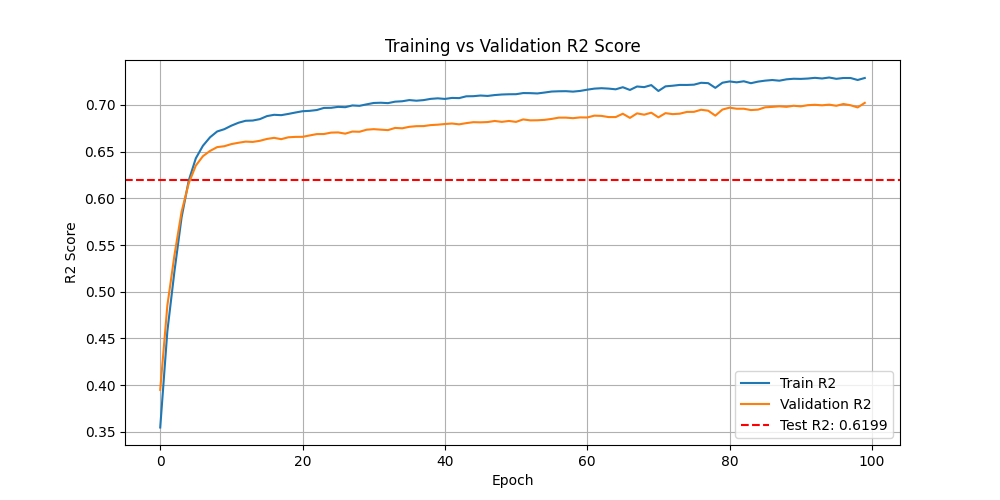 Training vs Validation R2 Score
R2 Score
0.70
0.65
0.60
0.55
0.50
0.45
0.40
0.35
0
20
40
60
80
100
Epoch
Train R2
Validation R2
Test R2: 0.6199